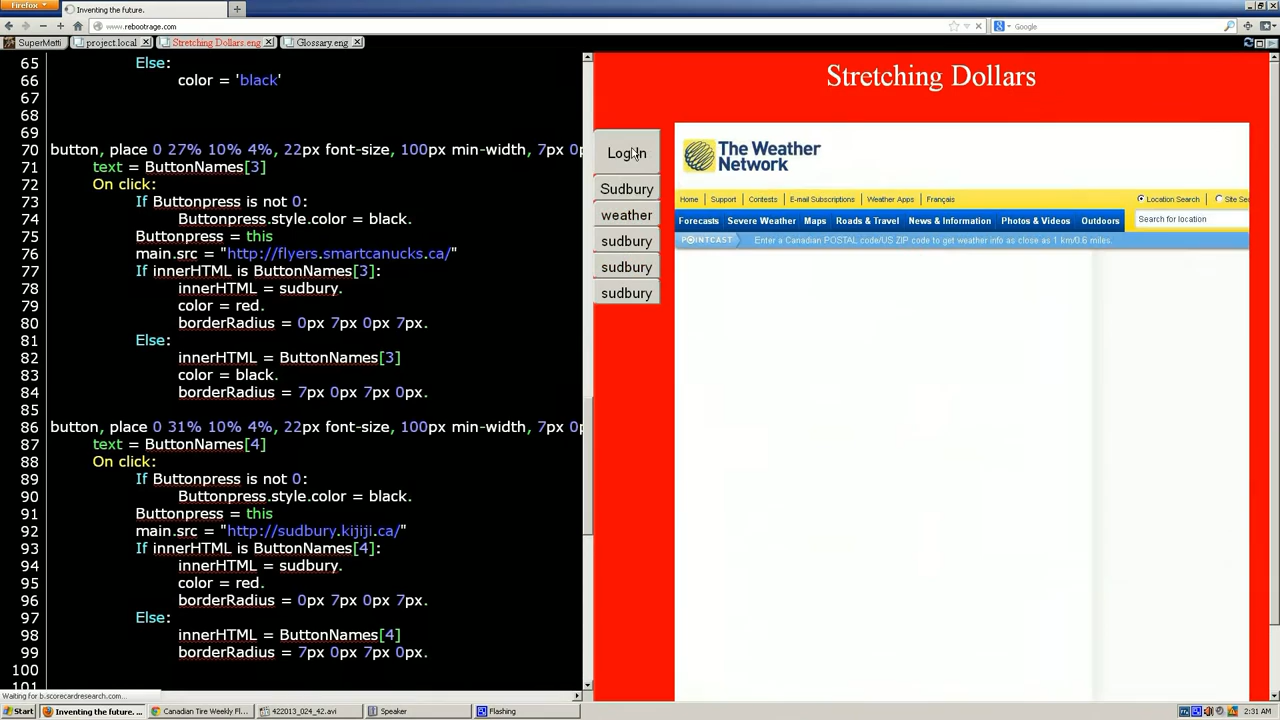 Firefox
Inventing the future.
www.rebootrage.com
Google
SuperMatti
project.local
Stretching Dollars.eng
Glossary.eng
65 Else:
66 color = 'black'
67
68
69
70 button, place 0 27% 10% 4%, 22px font-size, 100px min-width, 7px 0p
71 text = ButtonNames[3]
72 On click:
73 If Buttonpress is not 0:
74 Buttonpress.style.color = black.
75 Buttonpress = this
76 main.src = "http://flyers.smartcanucks.ca/"
77 If innerHTML is ButtonNames[3]:
78 innerHTML = sudbury.
79 color = red.
80 borderRadius = 0px 7px 0px 7px.
81 Else:
82 innerHTML = ButtonNames[3]
83 color = black.
84 borderRadius = 7px 0px 7px 0px.
85
86 button, place 0 31% 10% 4%, 22px font-size, 100px min-width, 7px 0p
87 text = ButtonNames[4]
88 On click:
89 If Buttonpress is not 0:
90 Buttonpress.style.color = black.
91 Buttonpress = this
92 main.src = "http://sudbury.kijiji.ca/"
93 If innerHTML is ButtonNames[4]:
94 innerHTML = sudbury.
95 color = red.
96 borderRadius = 0px 7px 0px 7px.
97 Else:
98 innerHTML = ButtonNames[4]
99 borderRadius = 7px 0px 7px 0px.
100
101
Stretching Dollars
Login
Sudbury
weather
sudbury
sudbury
sudbury
The Weather
Network
Home Support Contests E-mail Subscriptions Weather Apps Français Location Search Site Se
Forecasts Severe Weather Maps Roads & Travel News & Information Photos & Videos Outdoors Search for location
POINTCAST Enter a Canadian POSTAL code/US ZIP code to get weather info as close as 1 km/0.6 miles.
Waiting for b.scorecardresearch.com...
Start Inventing the future. ... Canadian Tire Weekly Fl... 422013_024_42.avi Speaker Flashing 2:31 AM